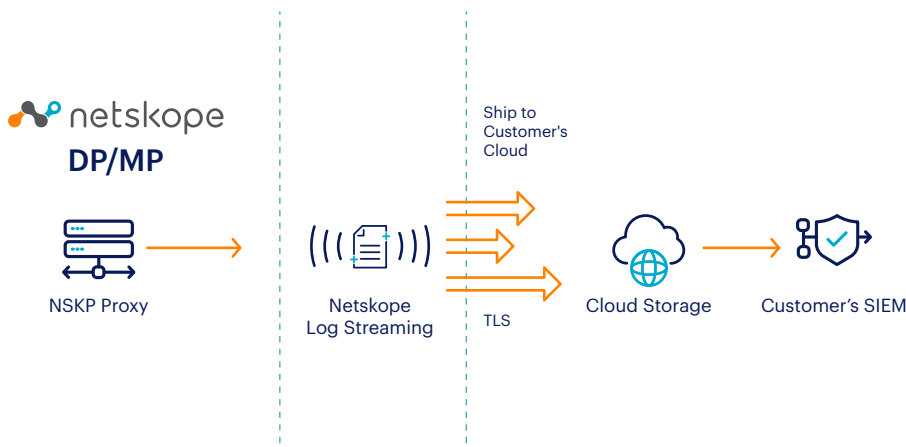 netskope
DP/MP
NSKP Proxy
Netskope
Log Streaming
Ship to
Customer's
Cloud
TLS
Cloud Storage
Customer’s SIEM